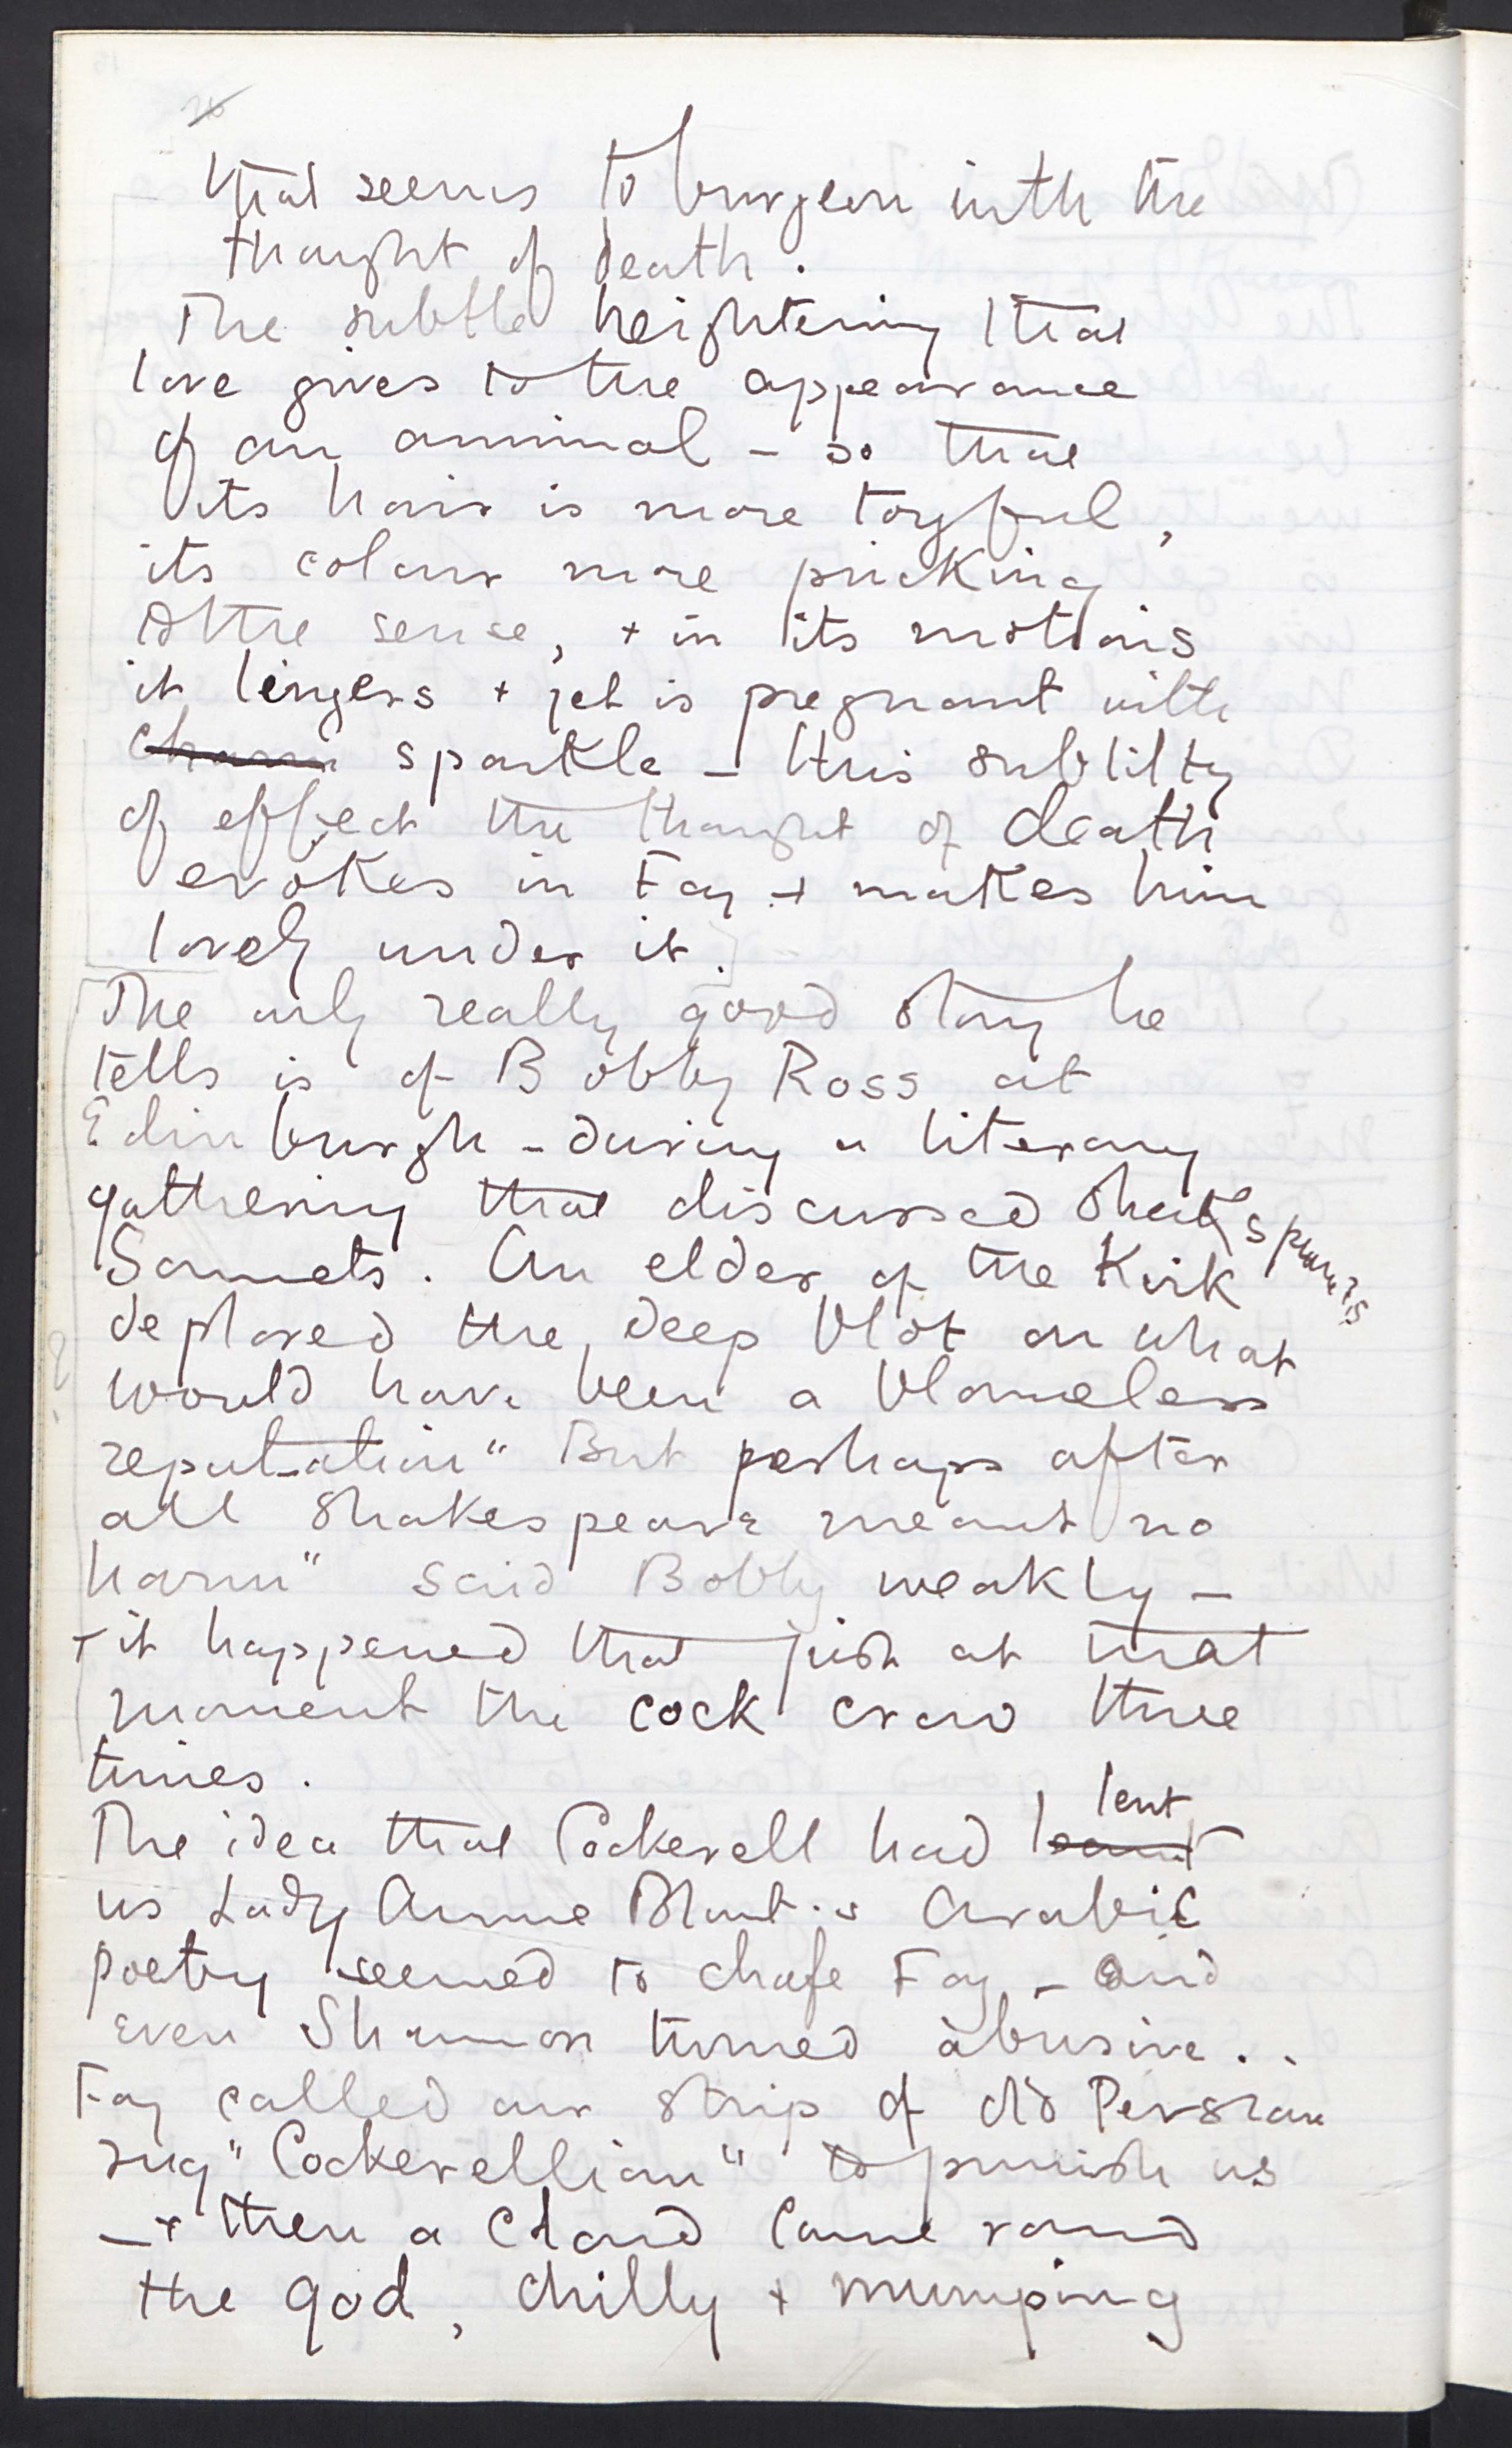 that seems to burgeon with the
thought of death.
The subtle heightening that
love gives to the appearance
of an animal - so that
its hair is more toyful,
its colour more pricking
to the sense, + in its motions
it lingers + yet is pregnant with
charm sparkle - this subtilty
of effect the thought of death
evokes in Fay + makes him
lovely under it.
The only really good story he
tells is of Bobby Ross at
Edinburgh - during a literary
gathering that discussed Shakespeare's
Sonnets. An elder of the Kirk
deplored the deep blot on what
would have been a blameless
reputation" But perhaps after
all Shakespeare meant no
harm" said Bobby weakly -
+ it happened that just at that
moment the cock crew three
times.
The idea that Cockerell had lent
us Lady Anne Blunt's Arabic
poetry seemed to chafe Fay - and
even Shannon turned abusive..
Fay called our strip of old Persian
rug "Cockerellian" to punish us
- + then a cloud came round
the god, chilly + mumping